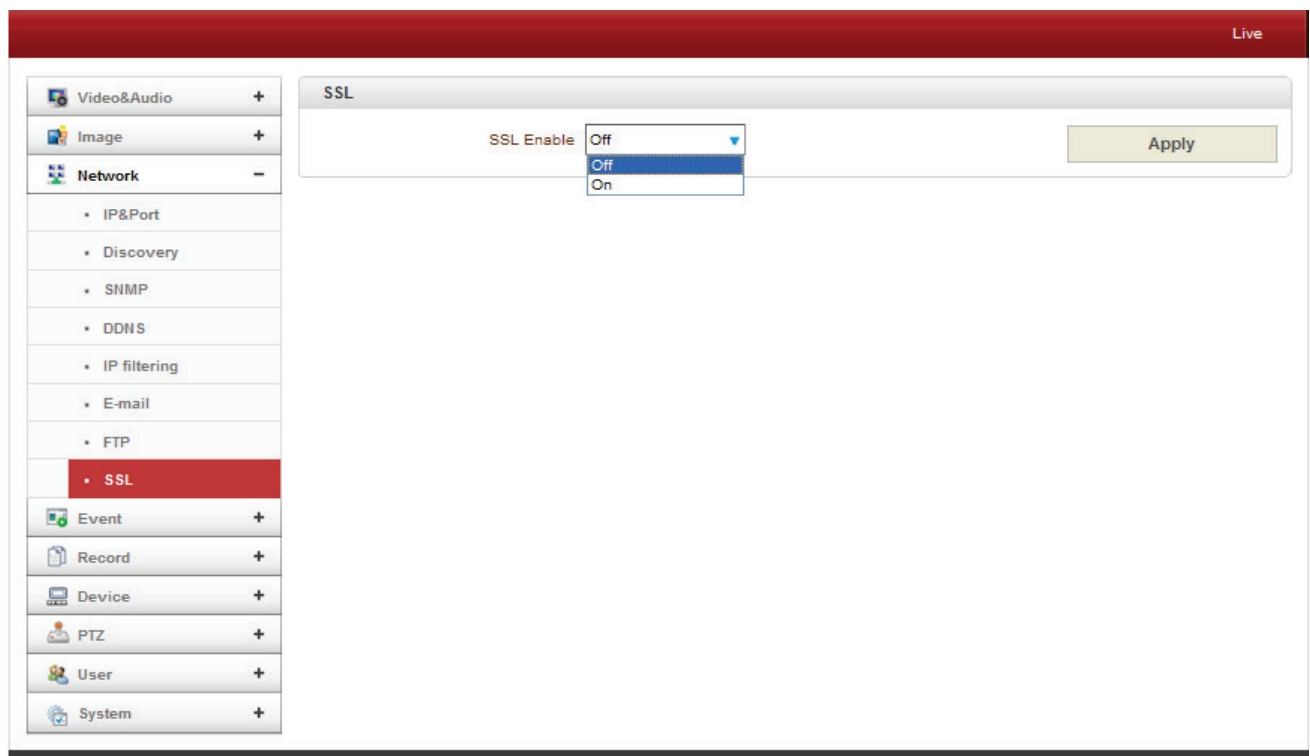 Live
Video&Audio +
Image +
Network -
• IP&Port
• Discovery
• SNMP
• DDNS
• IP filtering
• E-mail
• FTP
• SSL
Event +
Record +
Device +
PTZ +
User +
System +
SSL
SSL Enable Off
Off
On
Apply